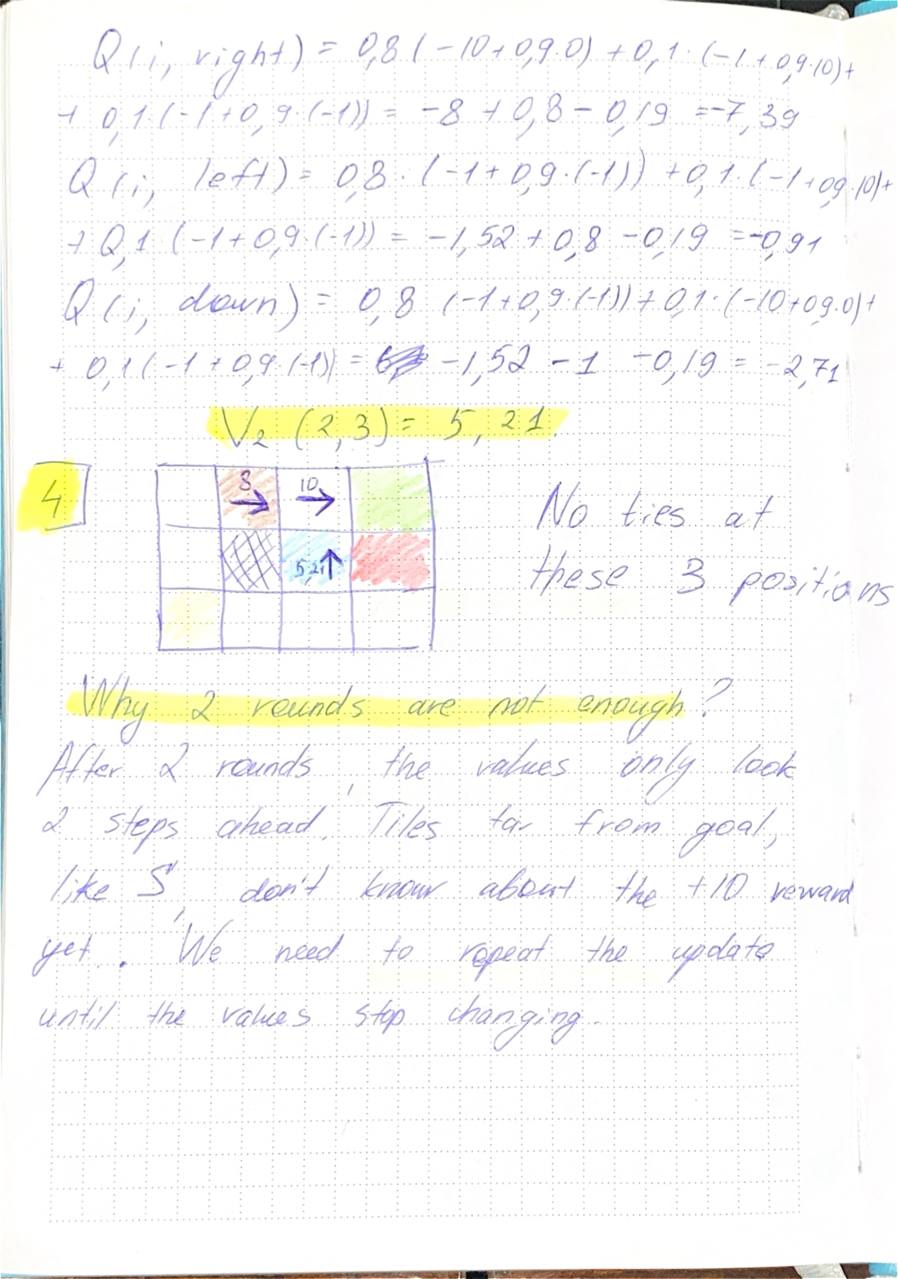 Q(i, right) = 0,8(-10+0,9.0) +0,1·(-1+0,9·10)+
+ 0,1(-1+0,9·(-1)) = -8 +0,8 - 0,19 =-7,39
Q(i, left) = 0,8·(-1+0,9·(-1)) +0,1·(-1+0,9·10)+
+ 0,1 (-1+0,9·(-1)) = -1,52 +0,8 -0,19 =-0,91
Q(i, down) = 0,8 (-1+0,9·(-1))+0,1·(-10+0,9·0)+
+ 0,1(-1+0,9·(-1)) = -1,52 -1 -0,19 = -2,71
V₂ (2,3) = 5,21.
4
8 → 10 →
5,21↑
No ties at
these 3 positions
Why 2 rounds are not enough?
After 2 rounds, the values only look
2 steps ahead. Tiles far from goal,
like S, don't know about the +10 reward
yet. We need to repeat the update
until the values stop changing.